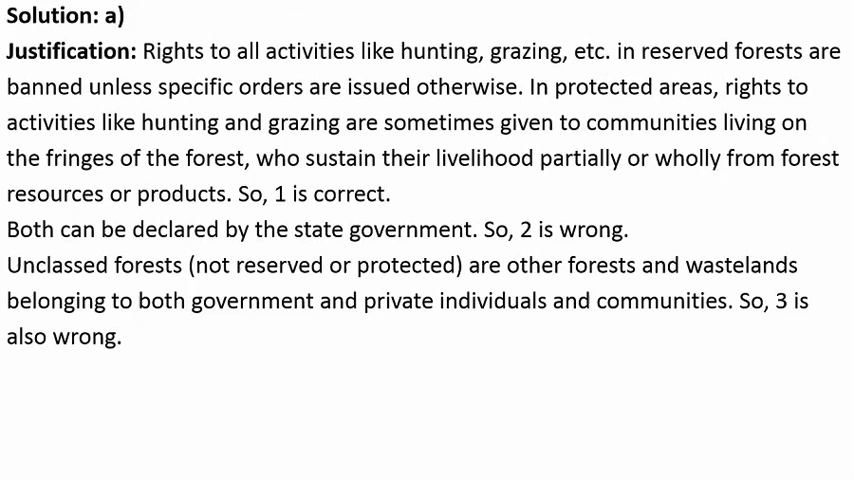 Solution: a)
Justification: Rights to all activities like hunting, grazing, etc. in reserved forests are
banned unless specific orders are issued otherwise. In protected areas, rights to
activities like hunting and grazing are sometimes given to communities living on
the fringes of the forest, who sustain their livelihood partially or wholly from forest
resources or products. So, 1 is correct.
Both can be declared by the state government. So, 2 is wrong.
Unclassed forests (not reserved or protected) are other forests and wastelands
belonging to both government and private individuals and communities. So, 3 is
also wrong.